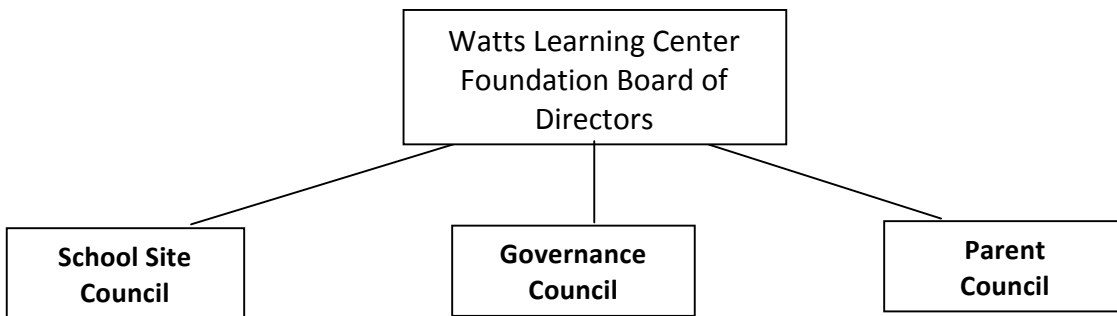 Watts Learning Center
Foundation Board of
Directors
School Site
Council
Governance
Council
Parent
Council